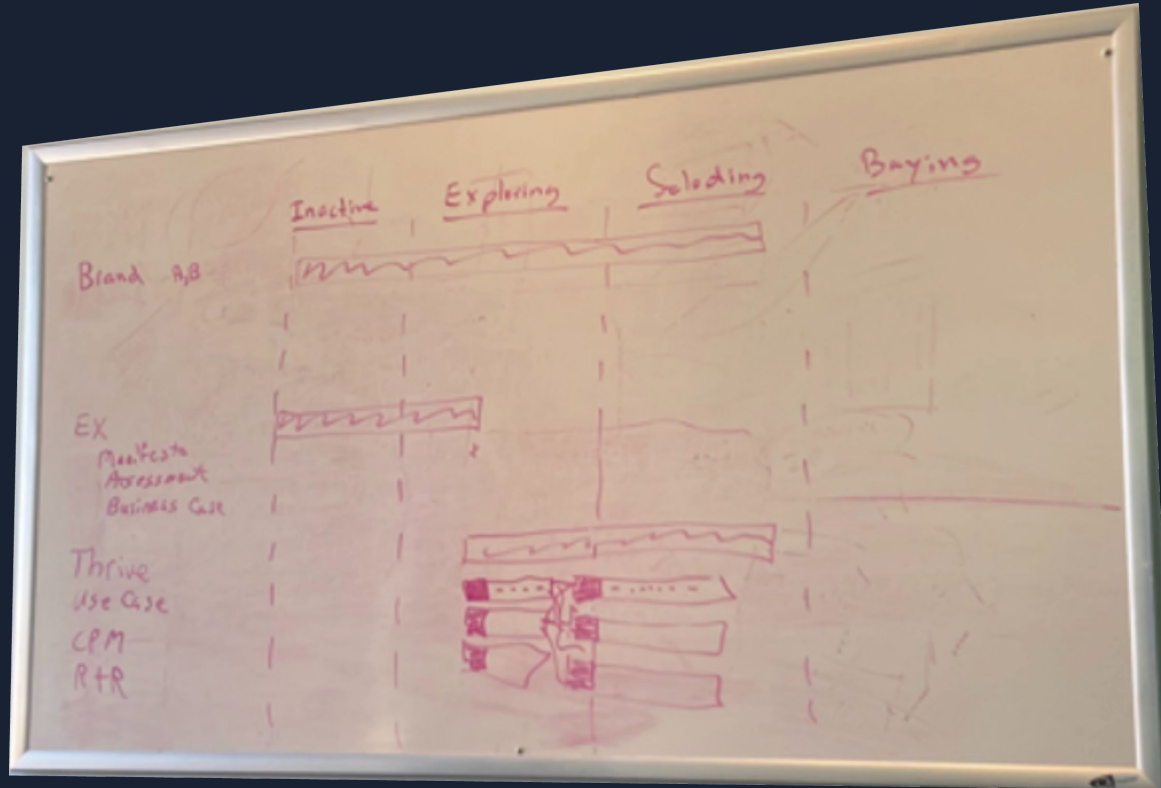 Inactive Exploring Selecting Buying
Brand A,B
EX
Manifesto
Assessment
Business Case
Thrive
Use Case
CPM
R+R